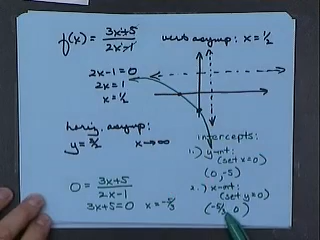 f(x) = 3x+5 / 2x-1
vert asymp: x = 1/2
2x-1=0
2x=1
x=1/2
horiz. asymp:
y = 3/2 x→∞
intercepts:
1.) y-int:
(set x=0)
(0,-5)
2.) x-int:
(set y=0)
(-5/3, 0)
0 = 3x+5 / 2x-1
3x+5=0 x=-5/3